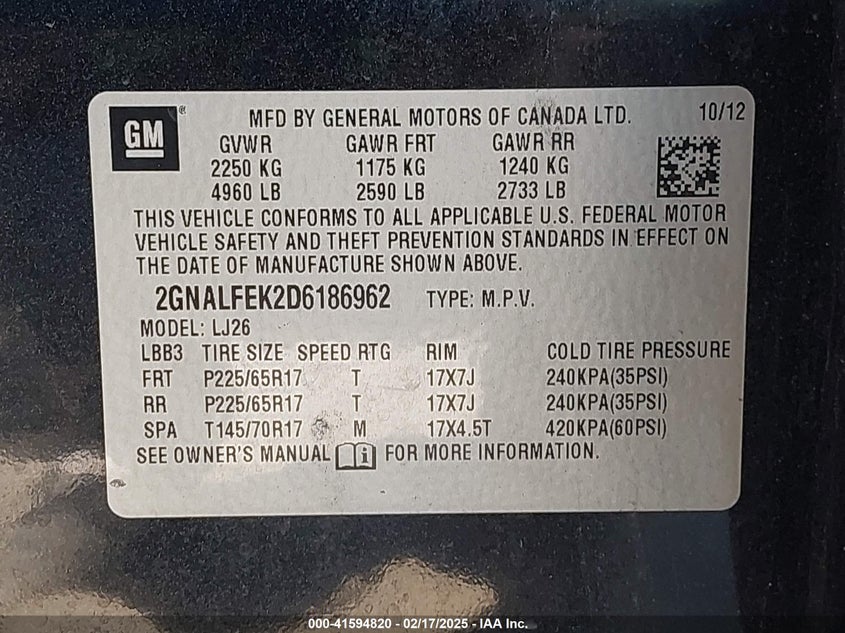 GM ® MFD BY GENERAL MOTORS OF CANADA LTD. 10/12
GVWR GAWR FRT GAWR RR
2250 KG 1175 KG 1240 KG
4960 LB 2590 LB 2733 LB
THIS VEHICLE CONFORMS TO ALL APPLICABLE U.S. FEDERAL MOTOR
VEHICLE SAFETY AND THEFT PREVENTION STANDARDS IN EFFECT ON
THE DATE OF MANUFACTURE SHOWN ABOVE.
2GNALFEK2D6186962 TYPE: M.P.V.
MODEL: LJ26
LBB3 TIRE SIZE SPEED RTG RIM COLD TIRE PRESSURE
FRT P225/65R17 T 17X7J 240KPA(35PSI)
RR P225/65R17 T 17X7J 240KPA(35PSI)
SPA T145/70R17 M 17X4.5T 420KPA(60PSI)
SEE OWNER'S MANUAL i FOR MORE INFORMATION.
000-41594820 - 02/17/2025 - IAA Inc.